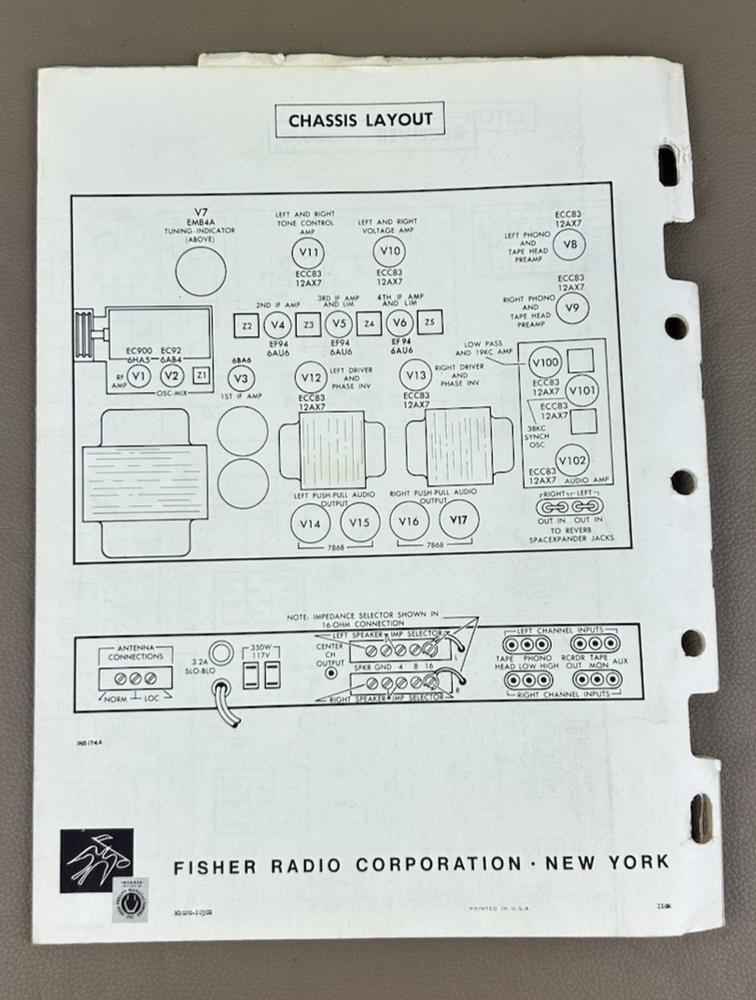 CHASSIS LAYOUT
V7
EM84A
TUNING-INDICATOR
(ABOVE)
LEFT AND RIGHT
TONE CONTROL
AMP
V11
ECC83
12AX7
LEFT AND RIGHT
VOLTAGE AMP
V10
ECC83
12AX7
ECC83
12AX7
LEFT PHONO
AND
TAPE HEAD
PREAMP
V8
ECC83
12AX7
RIGHT PHONO
AND
TAPE HEAD
PREAMP
V9
2ND IF AMP
3RD IF AMP
AND LIM
4TH IF AMP
AND LIM
Z2
V4
Z3
V5
Z4
V6
Z5
EF94
6AU6
EF94
6AU6
EF94
6AU6
EC900
6HA5
EC92
6AB4
RF
AMP
V1
V2
Z1
OSC-MIX
6BA6
V3
1ST IF AMP
V12
LEFT DRIVER
AND
PHASE INV
ECC83
12AX7
V13
RIGHT DRIVER
AND
PHASE INV
ECC83
12AX7
LOW PASS
AND 19KC AMP
V100
ECC83
12AX7
V101
ECC83
12AX7
38KC
SYNCH
OSC
V102
ECC83
12AX7
AUDIO AMP
LEFT PUSH-PULL AUDIO
OUTPUT
RIGHT PUSH-PULL AUDIO
OUTPUT
V14
V15
V16
V17
7868
7868
RIGHT
LEFT
OUT IN OUT IN
TO REVERB
SPACEXPANDER JACKS
NOTE: IMPEDANCE SELECTOR SHOWN IN
16-OHM CONNECTION
ANTENNA
CONNECTIONS
NORM
LOC
3.2A
SLO-BLO
350W
117V
CENTER
CH
OUTPUT
LEFT SPEAKER
IMP SELECTOR
L
SPKR GND 4 8 16
R
RIGHT SPEAKER
IMP SELECTOR
LEFT CHANNEL INPUTS
TAPE PHONO RCRDR TAPE AUX
HEAD LOW HIGH OUT MON
RIGHT CHANNEL INPUTS
FISHER RADIO CORPORATION · NEW YORK
PRINTED IN U.S.A.